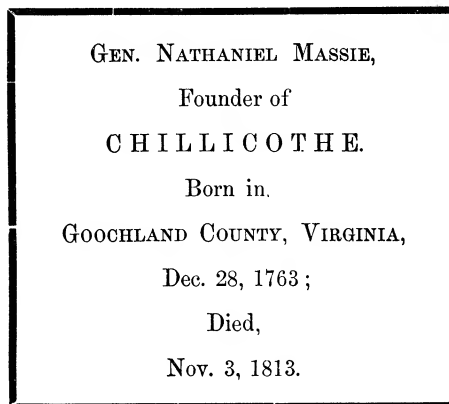 Gen. Nathaniel Massie,
Founder of
CHILLICOTHE.
Born in.
Goochland County, Virginia,
Dec. 28, 1763;
Died,
Nov. 3, 1813.